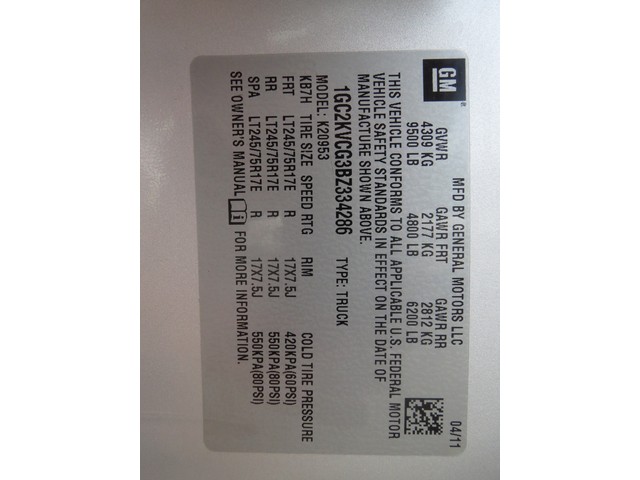 GM
MFD BY GENERAL MOTORS LLC 04/11
GVWR GAWR FRT GAWR RR
4309 KG 2177 KG 2812 KG
9500 LB 4800 LB 6200 LB
THIS VEHICLE CONFORMS TO ALL APPLICABLE U.S. FEDERAL MOTOR
VEHICLE SAFETY STANDARDS IN EFFECT ON THE DATE OF
MANUFACTURE SHOWN ABOVE.
1GC2KVCG3BZ334286 TYPE: TRUCK
MODEL: K20953
KB7H TIRE SIZE SPEED RTG RIM COLD TIRE PRESSURE
FRT LT245/75R17E R 17X7.5J 420KPA(60PSI)
RR LT245/75R17E R 17X7.5J 550KPA(80PSI)
SPA LT245/75R17E R 17X7.5J 550KPA(80PSI)
SEE OWNER'S MANUAL FOR MORE INFORMATION.